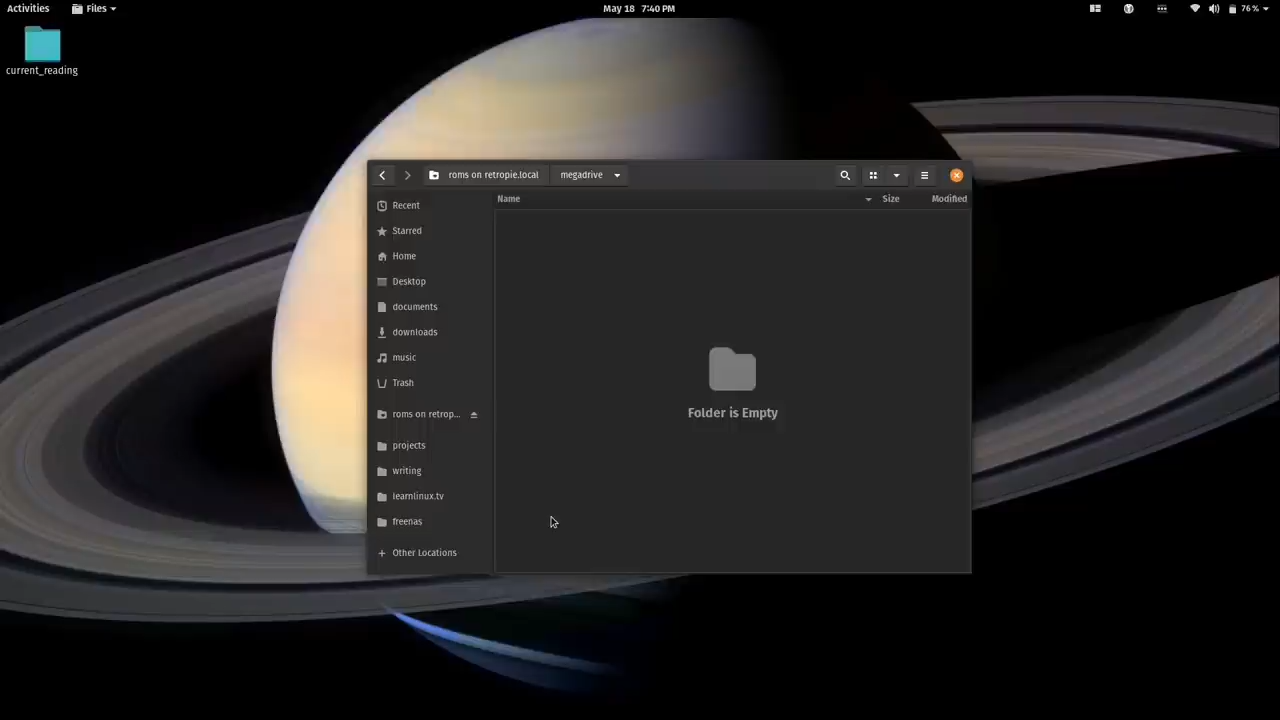 Activities Files May 18 7:40 PM 76 %
current_reading
roms on retropie.local megadrive
Name Size Modified
Recent
Starred
Home
Desktop
documents
downloads
music
Trash
roms on retrop...
projects
writing
learnlinux.tv
freenas
Other Locations
Folder is Empty